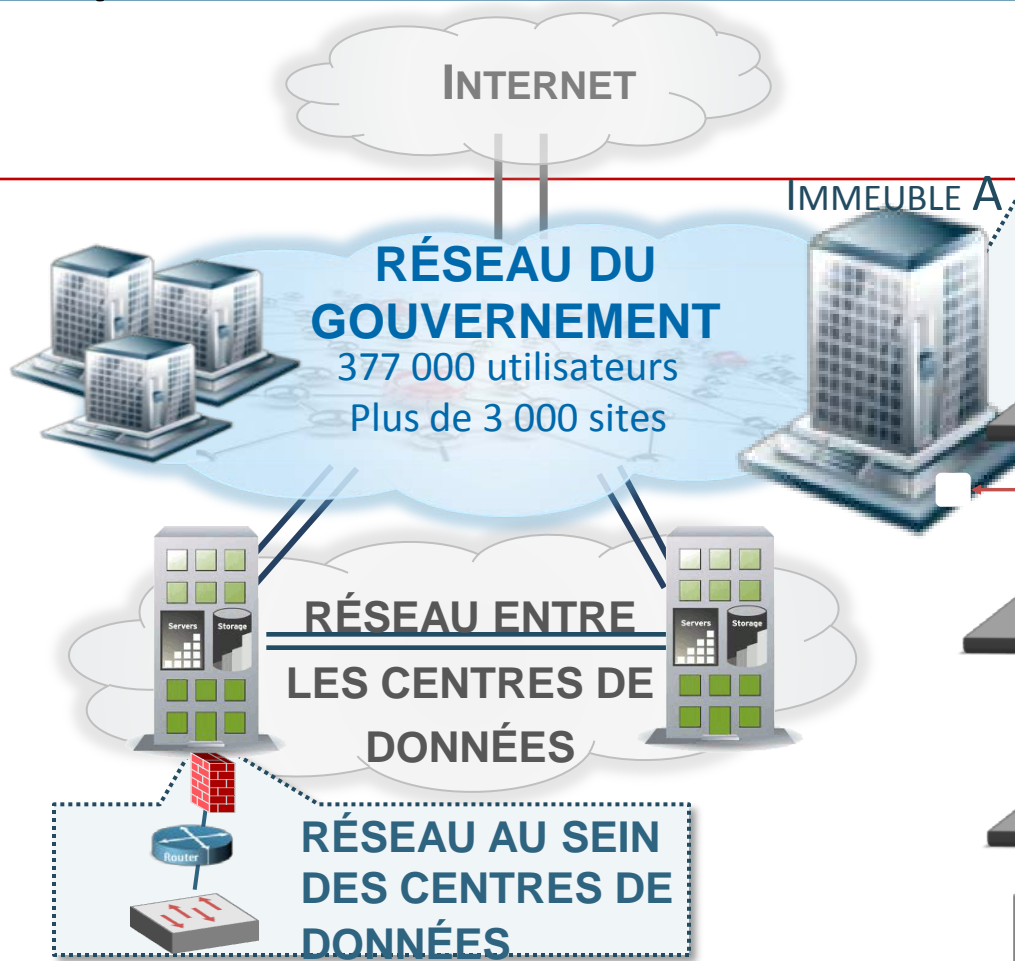 INTERNET
IMMEUBLE A
RÉSEAU DU
GOUVERNEMENT
377 000 utilisateurs
Plus de 3 000 sites
Servers Storage
Servers Storage
RÉSEAU ENTRE
LES CENTRES DE
DONNÉES
RÉSEAU AU SEIN
DES CENTRES DE
DONNÉES
Router